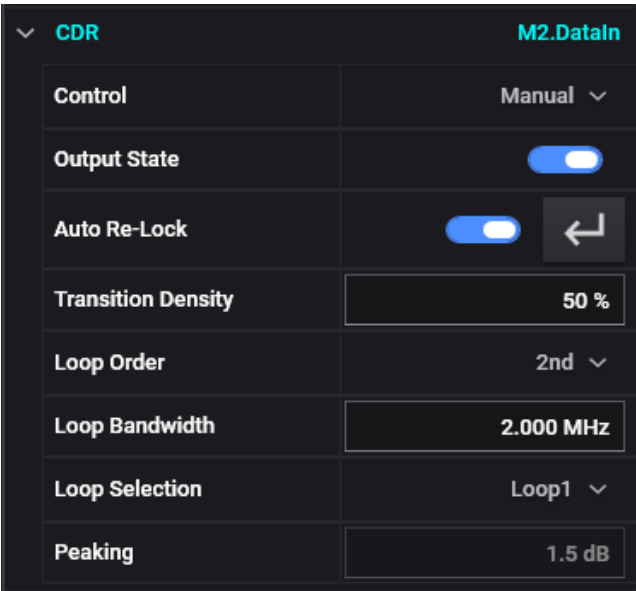 CDR M2.DataIn
Control Manual
Output State
Auto Re-Lock
Transition Density 50 %
Loop Order 2nd
Loop Bandwidth 2.000 MHz
Loop Selection Loop1
Peaking 1.5 dB